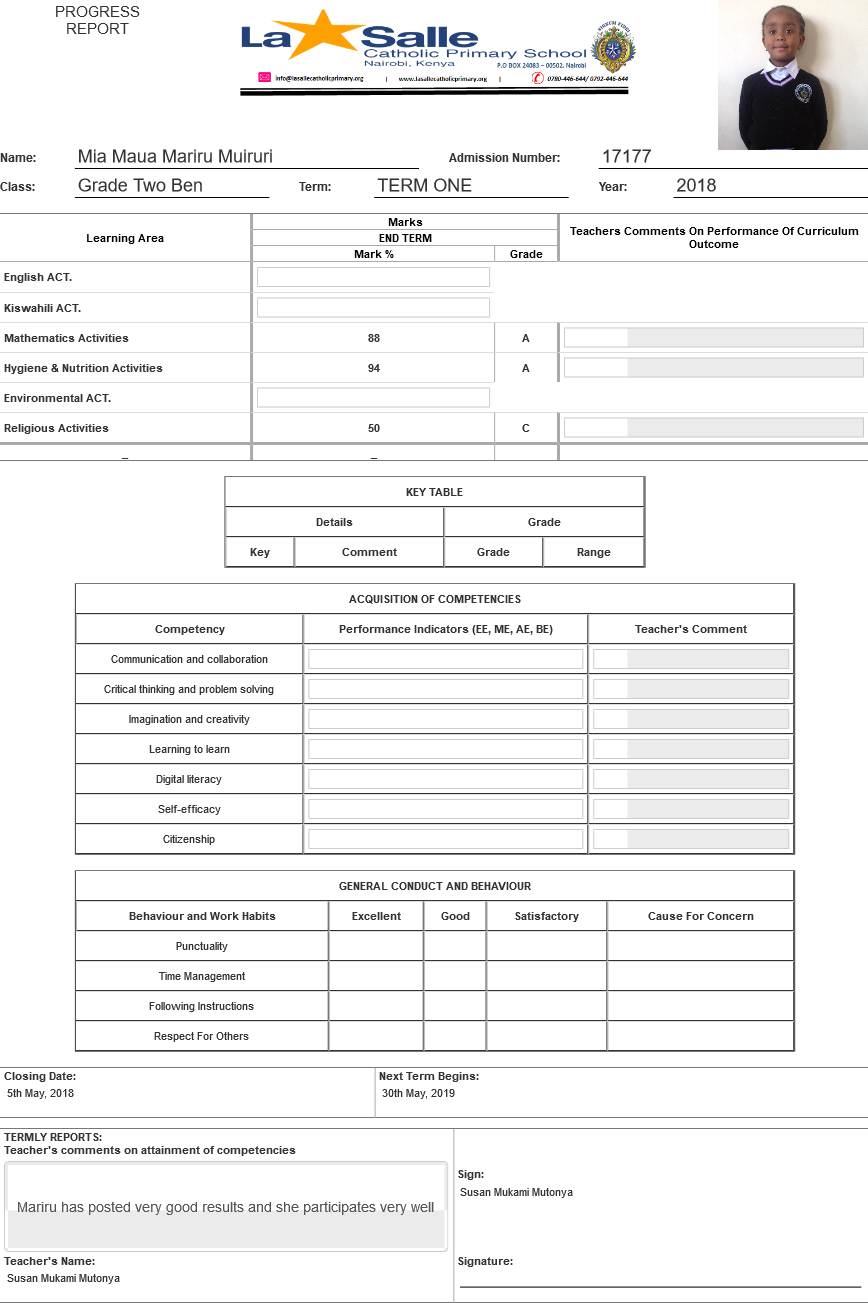 PROGRESS
REPORT
La Salle
Catholic Primary School
Nairobi, Kenya
P.O BOX 24083 – 00502, Nairobi
info@lasallecatholicprimary.org | www.lasallecatholicprimary.org | 0780-446-644/ 0792-446-644
Name: Mia Maua Mariru Muiruri Admission Number: 17177
Class: Grade Two Ben Term: TERM ONE Year: 2018
Learning Area Marks Teachers Comments On Performance Of Curriculum Outcome
END TERM
Mark % Grade
English ACT.
Kiswahili ACT.
Mathematics Activities 88 A
Hygiene & Nutrition Activities 94 A
Environmental ACT.
Religious Activities 50 C
_ _
KEY TABLE
Details Grade
Key Comment Grade Range
ACQUISITION OF COMPETENCIES
Competency Performance Indicators (EE, ME, AE, BE) Teacher's Comment
Communication and collaboration
Critical thinking and problem solving
Imagination and creativity
Learning to learn
Digital literacy
Self-efficacy
Citizenship
GENERAL CONDUCT AND BEHAVIOUR
Behaviour and Work Habits Excellent Good Satisfactory Cause For Concern
Punctuality
Time Management
Following Instructions
Respect For Others
Closing Date: Next Term Begins:
5th May, 2018 30th May, 2019
TERMLY REPORTS:
Teacher's comments on attainment of competencies
Mariru has posted very good results and she participates very well
Sign:
Susan Mukami Mutonya
Teacher's Name: Signature:
Susan Mukami Mutonya